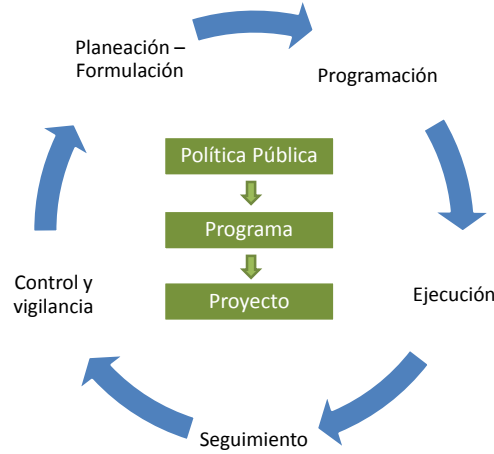 Planeación –
Formulación
Programación
Política Pública
Programa
Proyecto
Control y
vigilancia
Ejecución
Seguimiento